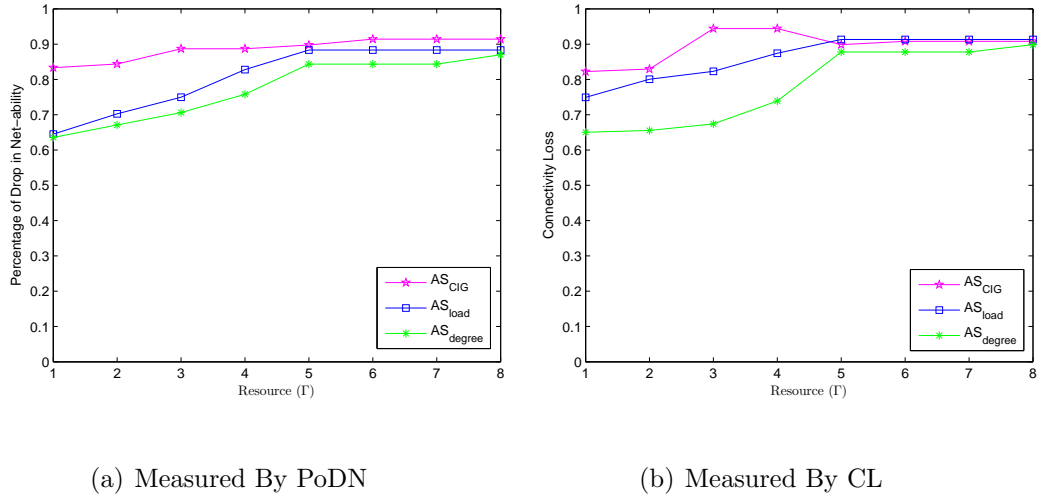 1
0.9
0.8
0.7
0.6
0.5
0.4
0.3
0.2
0.1
0
Percentage of Drop in Net−ability
1 2 3 4 5 6 7 8
Resource (Γ)
AS_CIG
AS_load
AS_degree
(a) Measured By PoDN
1
0.9
0.8
0.7
0.6
0.5
0.4
0.3
0.2
0.1
0
Connectivity Loss
1 2 3 4 5 6 7 8
Resource (Γ)
AS_CIG
AS_load
AS_degree
(b) Measured By CL